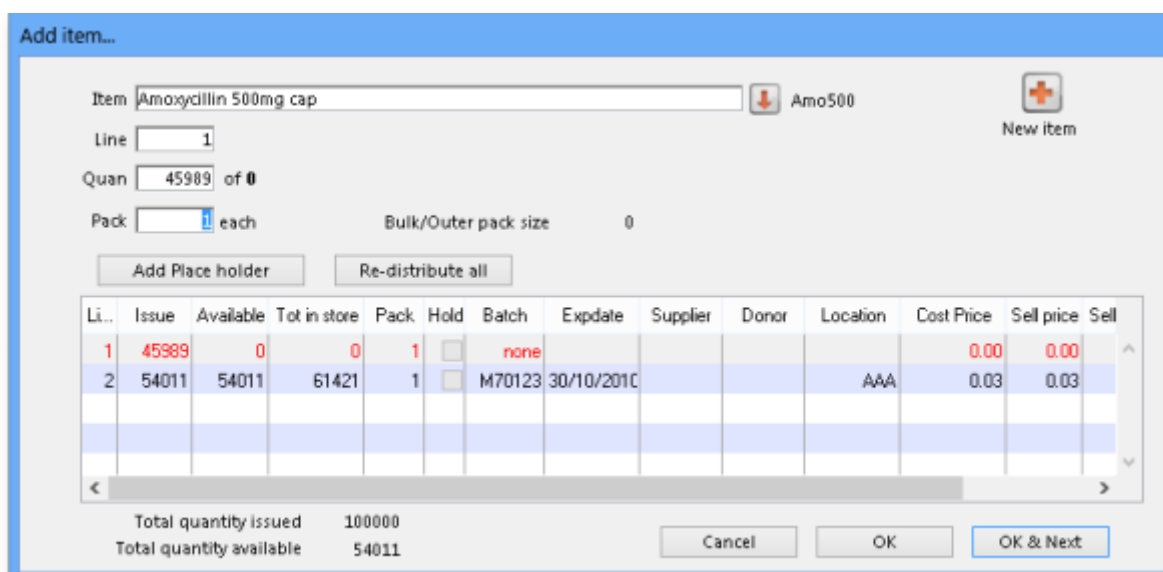 Add item...
Item Amoxycillin 500mg cap Amo500
New item
Line 1
Quan 45989 of 0
Pack 1 each Bulk/Outer pack size 0
Add Place holder Re-distribute all
Li... Issue Available Tot in store Pack Hold Batch Expdate Supplier Donor Location Cost Price Sell price Sell
1 45989 0 0 1 none 0.00 0.00
2 54011 54011 61421 1 M70123 30/10/2010 AAA 0.03 0.03
Total quantity issued 100000
Total quantity available 54011
Cancel OK OK & Next